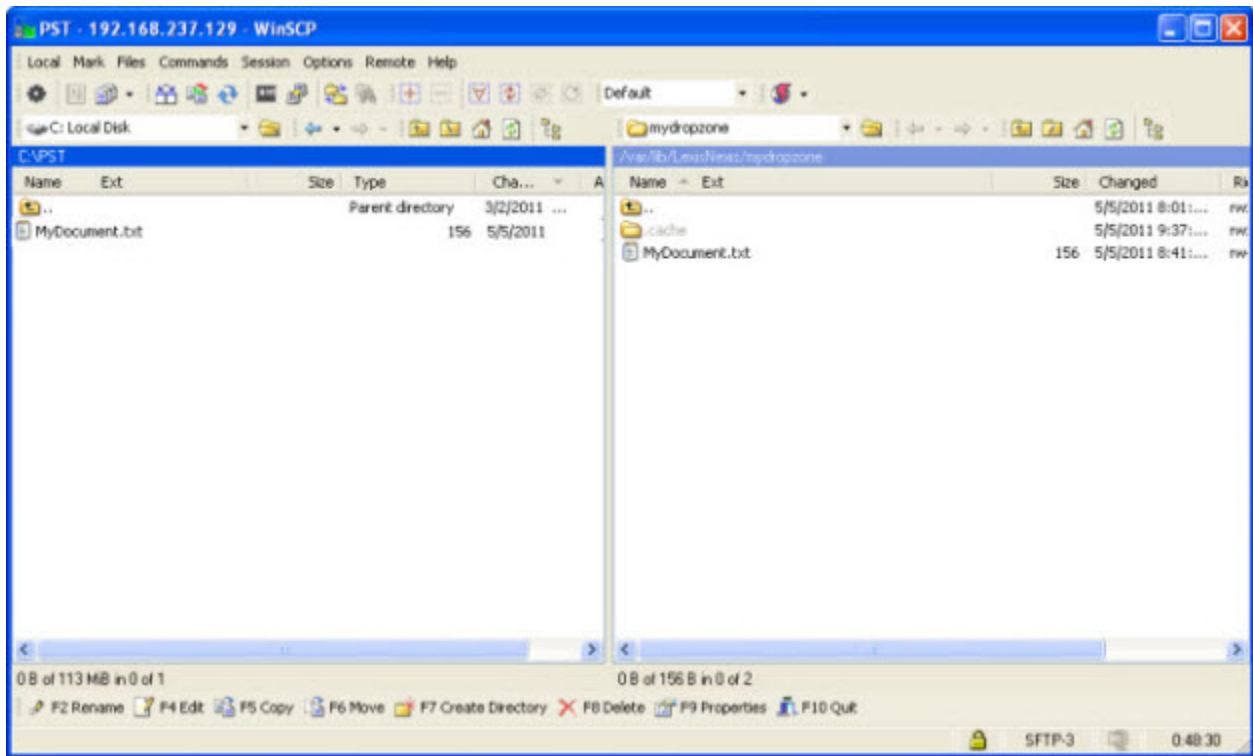 PST - 192.168.237.129 - WinSCP
Local Mark Files Commands Session Options Remote Help
Default
C: Local Disk
mydropzone
C:\PST
/var/lib/LexisNexis/mydropzone
Name Ext Size Type Cha... A
Name Ext Size Changed
.. Parent directory 3/2/2011 ...
.. 5/5/2011 8:01:...
.cache 5/5/2011 9:37:...
MyDocument.txt 156 5/5/2011
MyDocument.txt 156 5/5/2011 8:41:...
0 B of 113 MiB in 0 of 1
0 B of 156 B in 0 of 2
F2 Rename F4 Edit F5 Copy F6 Move F7 Create Directory F8 Delete F9 Properties F10 Quit
SFTP-3 0:48:30